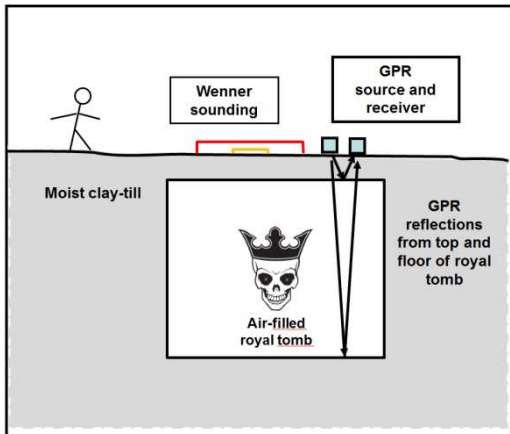 Wenner
sounding
GPR
source and
receiver
Moist clay-till
GPR
reflections
from top and
floor of royal
tomb
Air-filled
royal tomb